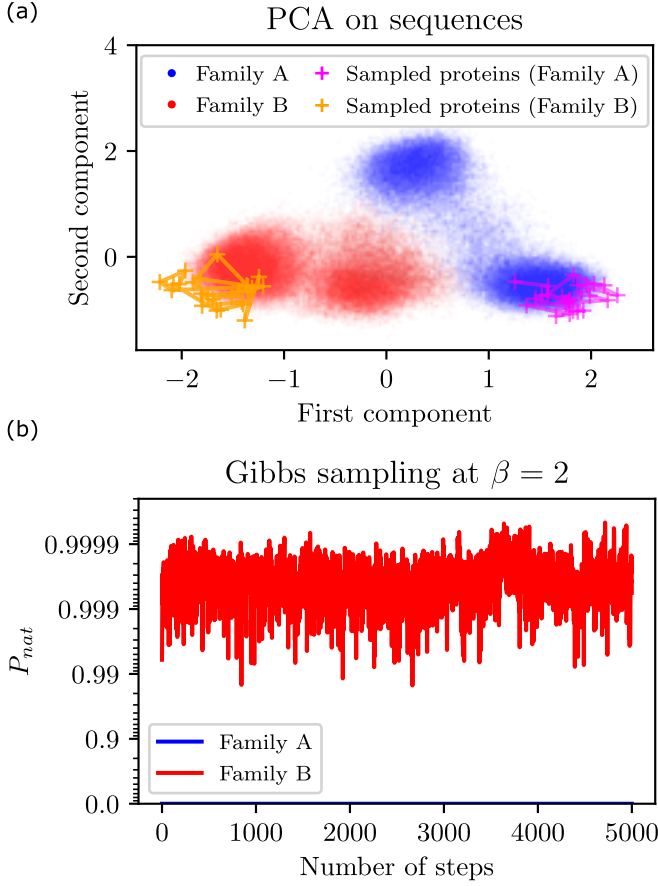 (a)
PCA on sequences
4
2
0
Second component
Family A
Family B
Sampled proteins (Family A)
Sampled proteins (Family B)
−2
−1
0
1
2
First component
(b)
Gibbs sampling at β = 2
0.9999
0.999
0.99
0.9
0.0
P_nat
Family A
Family B
0
1000
2000
3000
4000
5000
Number of steps